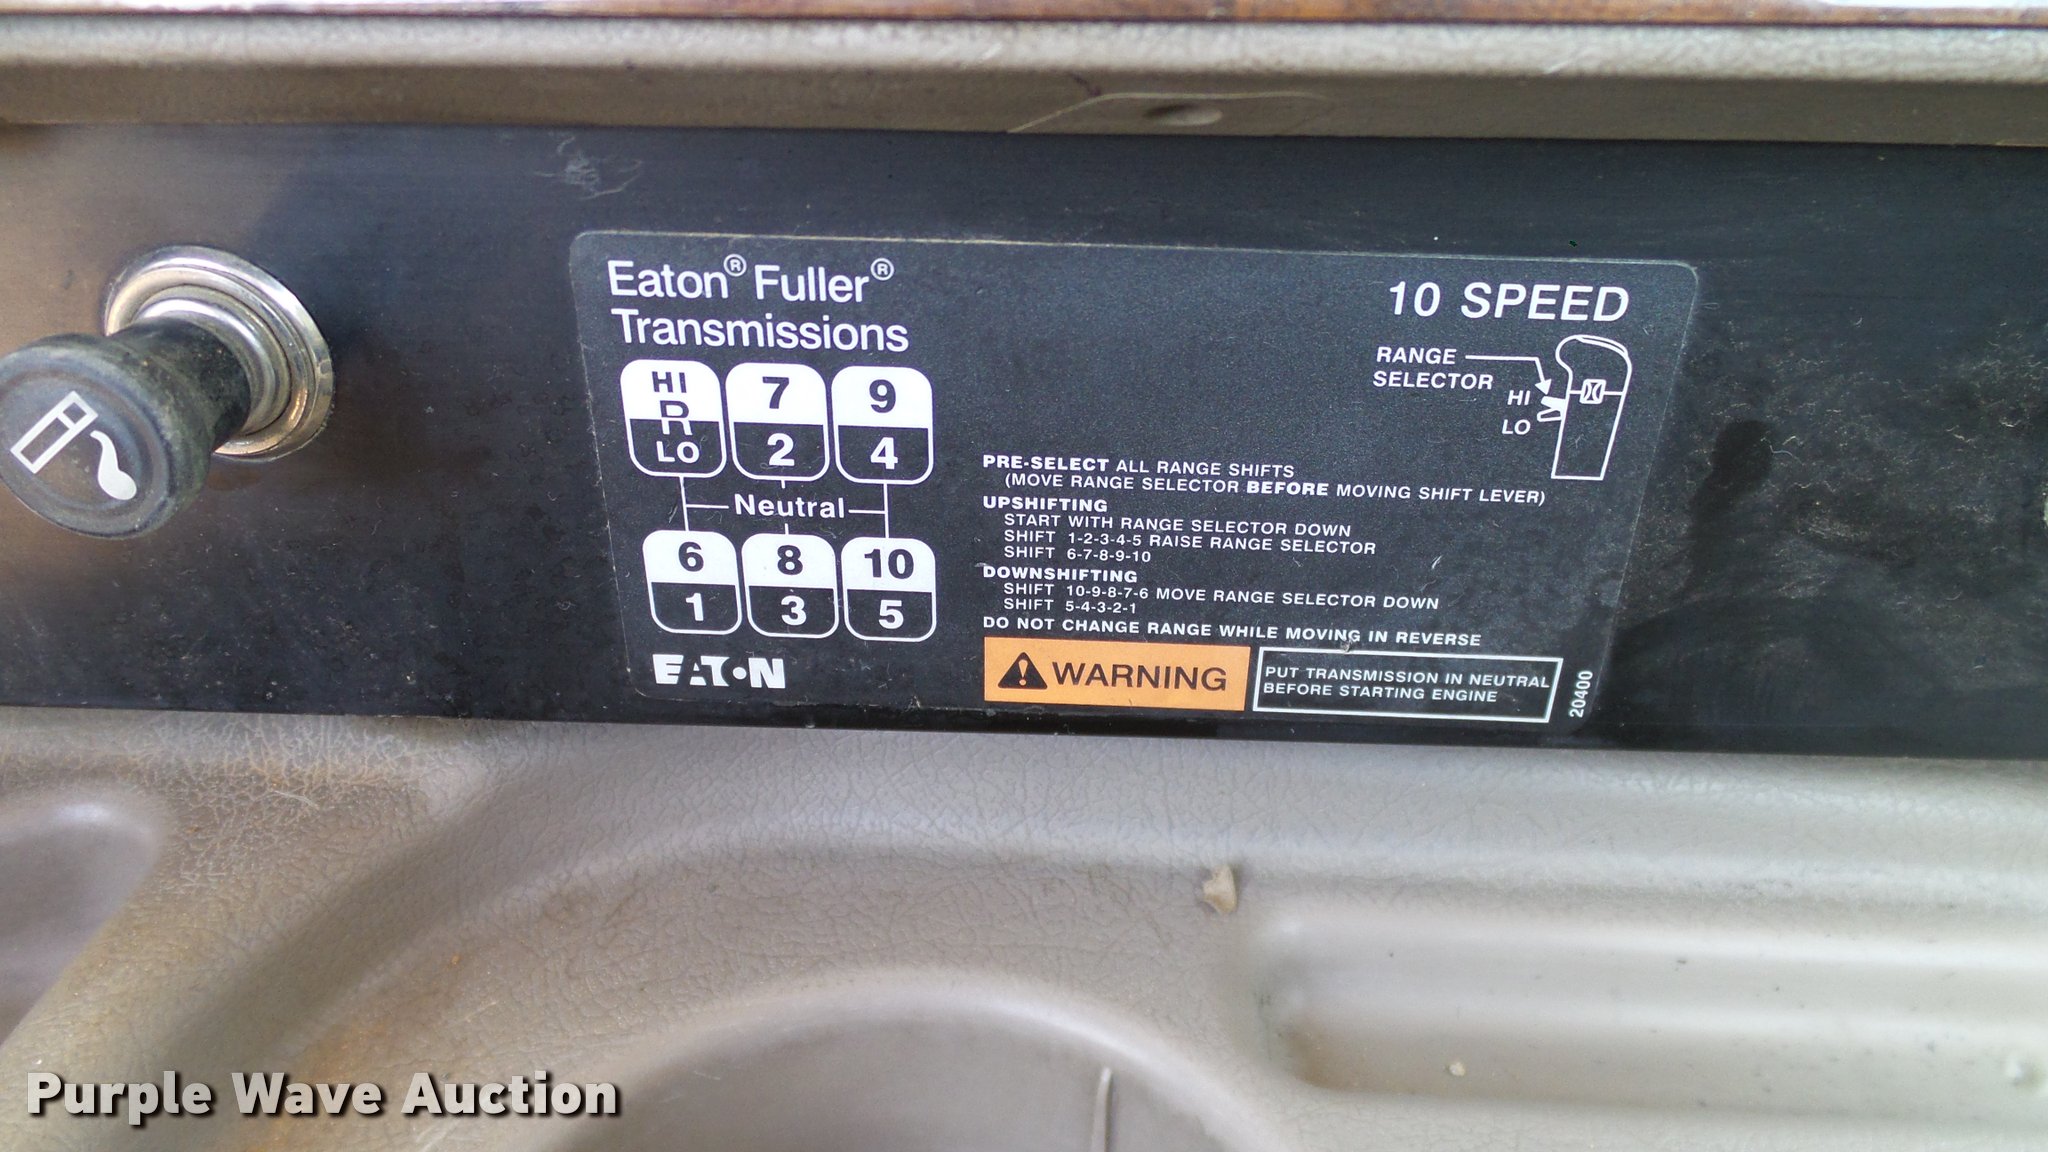 Eaton® Fuller®
Transmissions
10 SPEED
HI
R
LO
7
2
9
4
Neutral
6
1
8
3
10
5
EATON
RANGE
SELECTOR
HI
LO
PRE-SELECT ALL RANGE SHIFTS
(MOVE RANGE SELECTOR BEFORE MOVING SHIFT LEVER)
UPSHIFTING
START WITH RANGE SELECTOR DOWN
SHIFT 1-2-3-4-5 RAISE RANGE SELECTOR
SHIFT 6-7-8-9-10
DOWNSHIFTING
SHIFT 10-9-8-7-6 MOVE RANGE SELECTOR DOWN
SHIFT 5-4-3-2-1
DO NOT CHANGE RANGE WHILE MOVING IN REVERSE
WARNING
PUT TRANSMISSION IN NEUTRAL
BEFORE STARTING ENGINE
20400
Purple Wave Auction